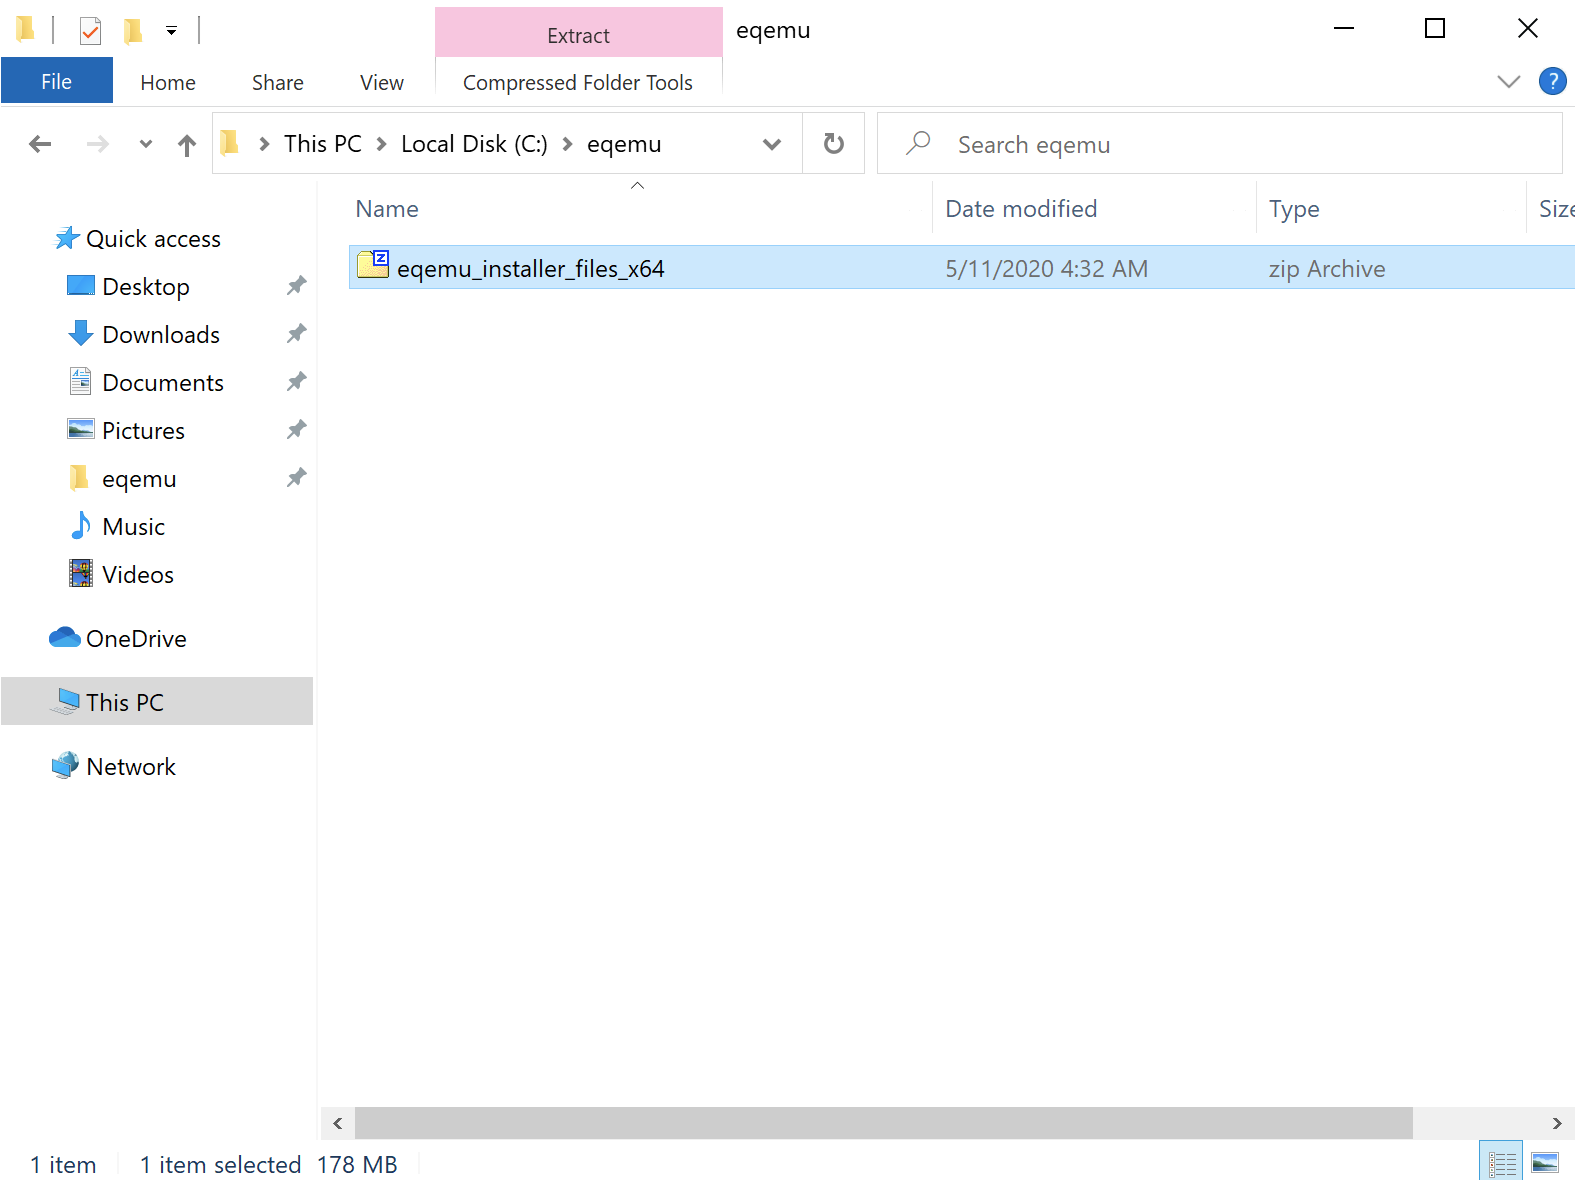 Extract
eqemu
File
Home
Share
View
Compressed Folder Tools
?
This PC
Local Disk (C:)
eqemu
Search eqemu
Name
Date modified
Type
Size
Quick access
Desktop
Downloads
Documents
Pictures
eqemu
Music
Videos
OneDrive
This PC
Network
eqemu_installer_files_x64
5/11/2020 4:32 AM
zip Archive
1 item
1 item selected
178 MB